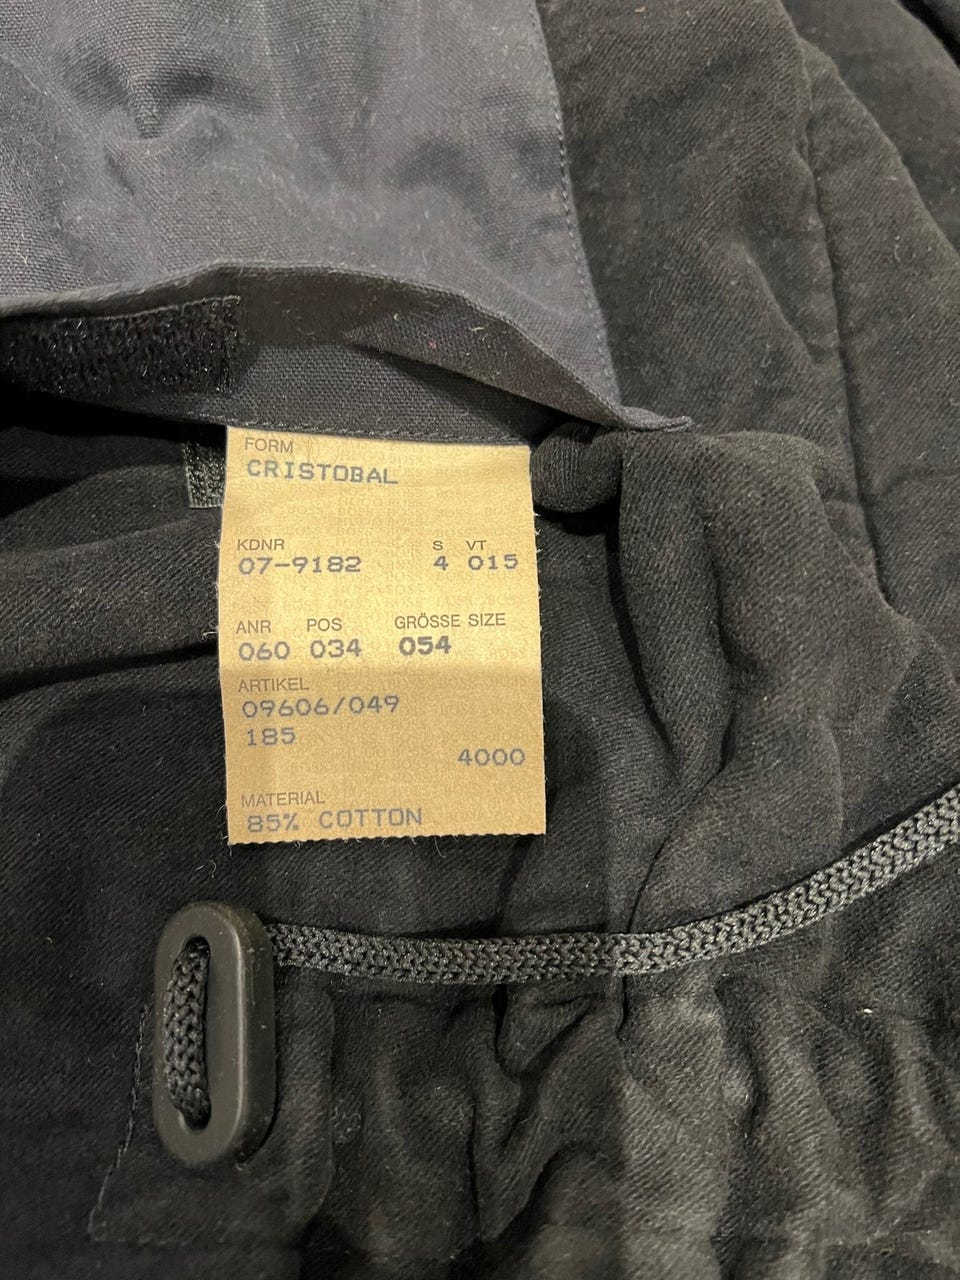 FORM
CRISTOBAL
KDNR S VT
07-9182 4 015
ANR POS GRÖSSE SIZE
060 034 054
ARTIKEL
09606/049
185
4000
MATERIAL
85% COTTON